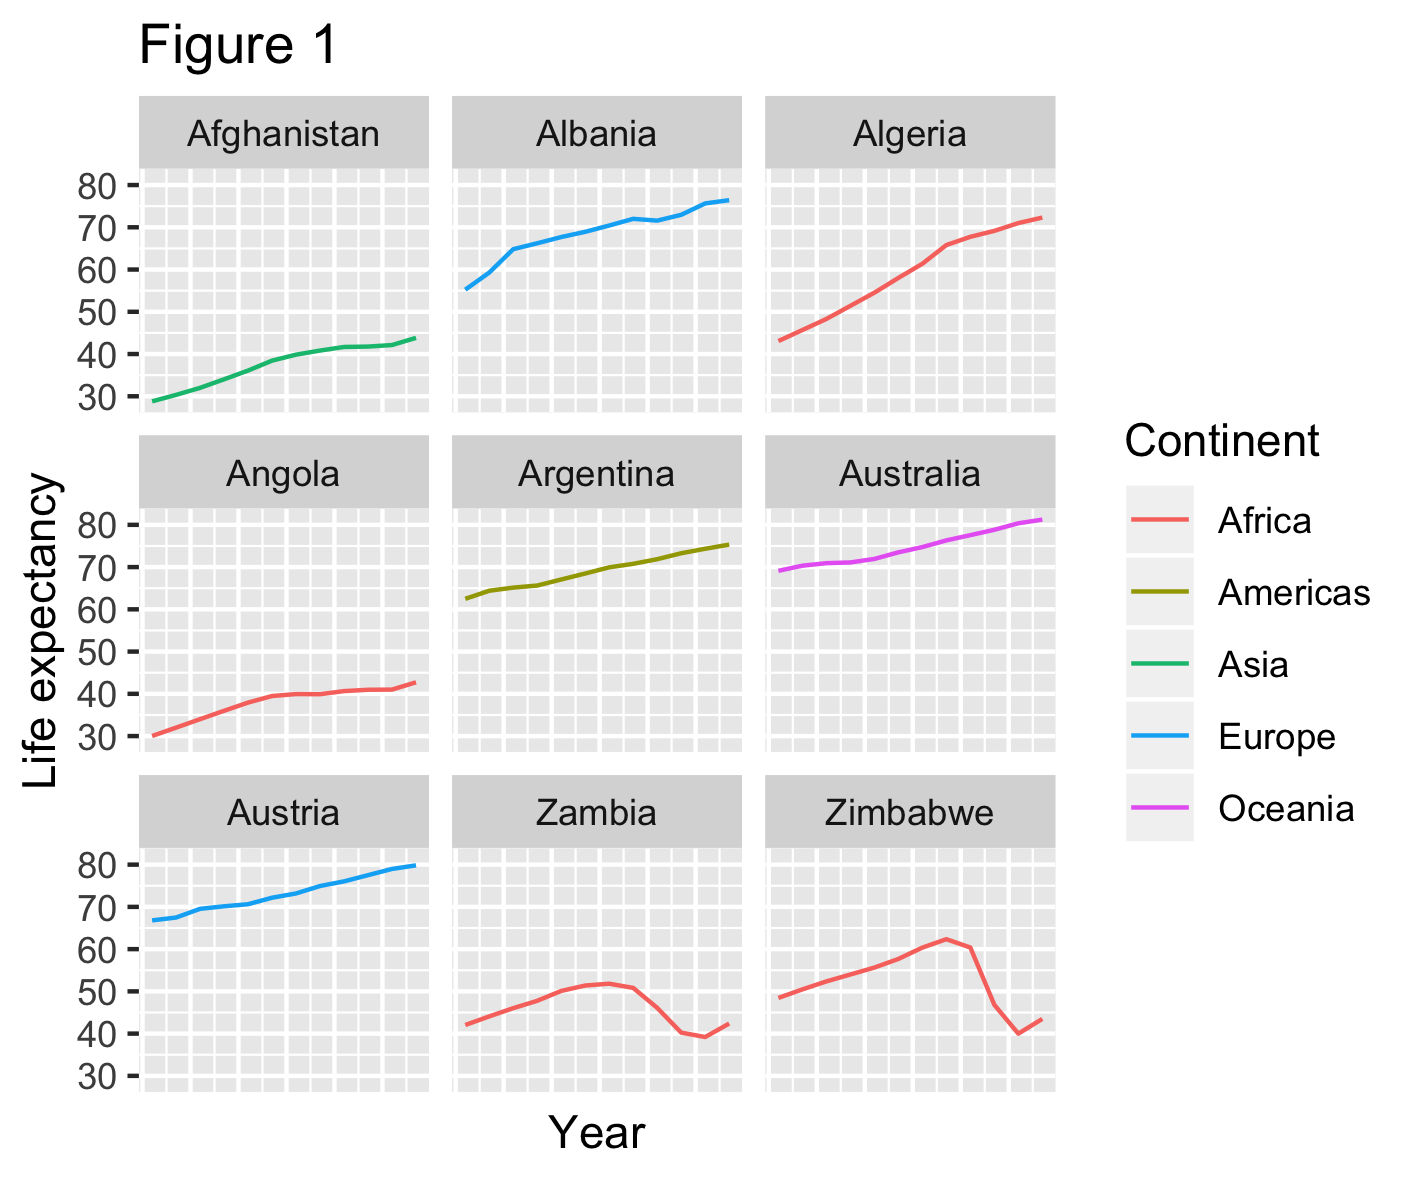 Figure 1
Afghanistan Albania Algeria
80
70
60
50
40
30
Angola Argentina Australia
80
70
60
50
40
30
Austria Zambia Zimbabwe
80
70
60
50
40
30
Life expectancy
Year
Continent
Africa
Americas
Asia
Europe
Oceania